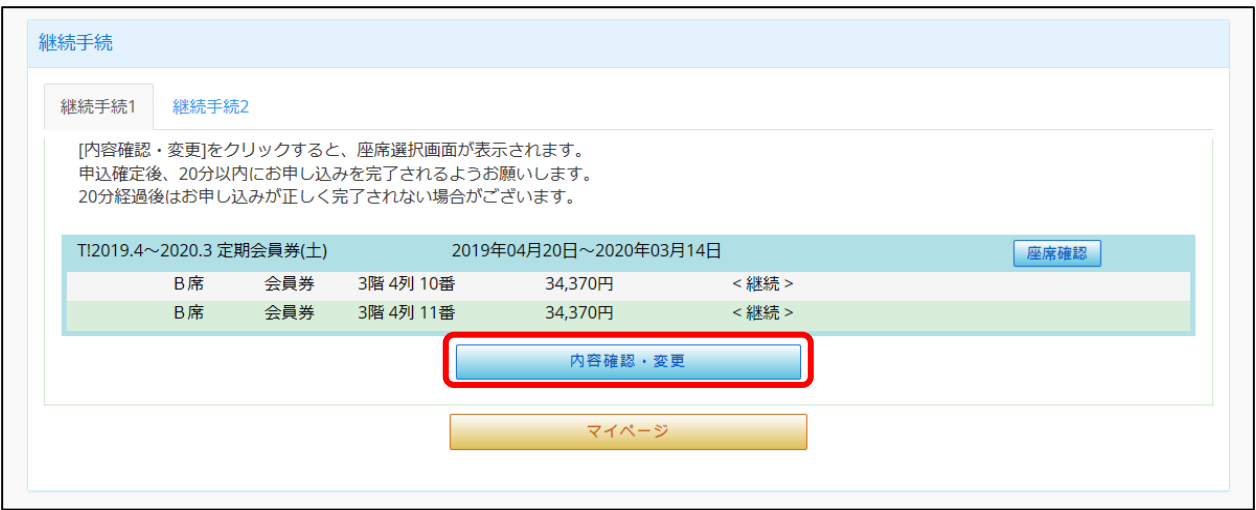 継続手続
継続手続1 継続手続2
[内容確認・変更]をクリックすると、座席選択画面が表示されます。
申込確定後、20分以内にお申し込みを完了されるようお願いします。
20分経過後はお申し込みが正しく完了されない場合がございます。
T!2019.4～2020.3 定期会員券(土) 2019年04月20日～2020年03月14日 座席確認
B席 会員券 3階 4列 10番 34,370円 < 継続 >
B席 会員券 3階 4列 11番 34,370円 < 継続 >
内容確認・変更
マイページ